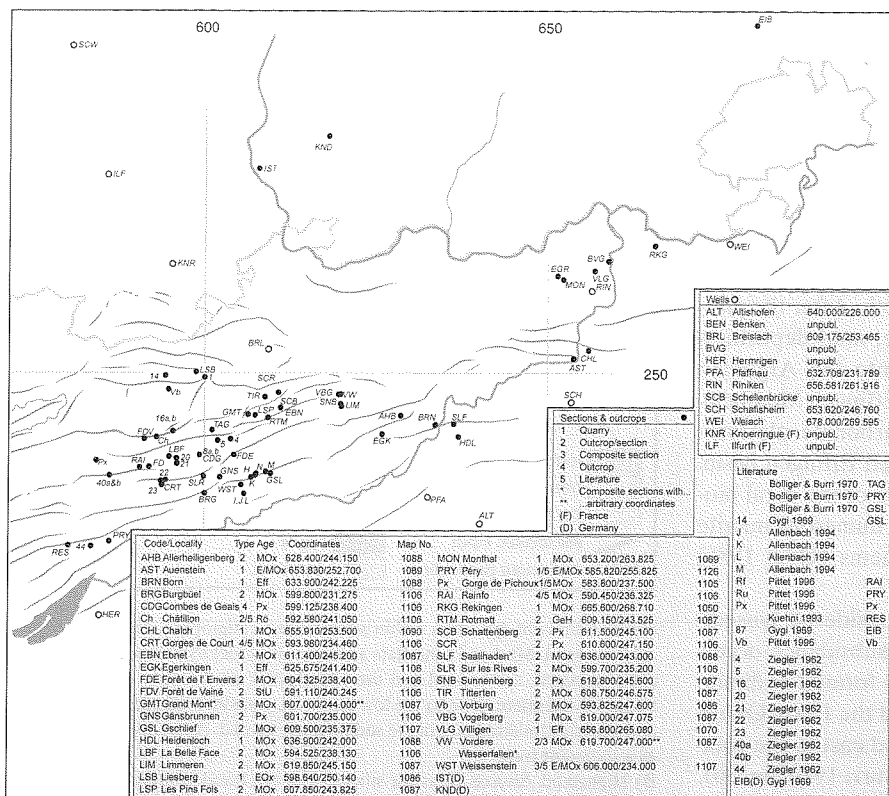 600
650
EIB
SCW
KND
IST
ILF
KNR
WEI
RKG
BVG
EGR
VLG
MON
RIN
BRL
CHL
AST
250
LSB
14
1
Vb
SCR
TIR
SCB
VBG
VW
SNB
LIM
SCH
GMT
LSP
EBN
RTM
AHB
BRN
SLF
16a,b
TAG
FDV
Ch
5
4
EGK
HDL
LBF
8a,b
CDG
FDE
Px
RAI
FD
20
21
40a&b
22
23
CRT
SLR
GNS
N
M
H
K
GSL
WST
BRG
I,J,L
PFA
ALT
RES
44
PRY
HER
Wells
ALT Altishofen 640.000/226.000
BEN Benken unpubl.
BRL Breislach 609.175/253.465
BVG unpubl.
HER Hermrigen unpubl.
PFA Pfaffnau 632.708/231.789
RIN Riniken 656.581/261.916
SCB Schellenbrücke unpubl.
SCH Schafisheim 653.620/246.760
WEI Weiach 678.000/269.595
KNR Knoerringue (F) unpubl.
ILF Ilfurth (F) unpubl.
Sections & outcrops
1 Quarry
2 Outcrop/section
3 Composite section
4 Outcrop
5 Literature
* Composite sections with...
** ...arbitrary coordinates
(F) France
(D) Germany
Literature
Bolliger & Burri 1970 TAG
Bolliger & Burri 1970 PRY
Bolliger & Burri 1970 GSL
14 Gygi 1969 GSL
J Allenbach 1994
K Allenbach 1994
L Allenbach 1994
M Allenbach 1994
Rf Pittet 1996 RAI
Ru Pittet 1996 PRY
Px Pittet 1996 Px
Kuehni 1993 RES
87 Gygi 1969 EIB
Vb Pittet 1996 Vb
4 Ziegler 1962
5 Ziegler 1962
16 Ziegler 1962
20 Ziegler 1962
21 Ziegler 1962
22 Ziegler 1962
23 Ziegler 1962
40a Ziegler 1962
40b Ziegler 1962
44 Ziegler 1962
EIB(D) Gygi 1969
Code/Locality Type Age Coordinates Map No.
AHB Allerheiligenberg 2 MOx 628.400/244.150 1088
AST Auenstein 1 E/MOx 653.830/252.700 1089
BRN Born 1 Eff 633.900/242.225 1088
BRG Burgbüel 2 MOx 599.800/231.275 1106
CDG Combes de Geais 4 Px 599.125/238.400 1106
Ch Châtillon 2/5 Rö 592.580/241.050 1106
CHL Chalch 1 MOx 655.910/253.500 1090
CRT Gorges de Court 4/5 MOx 593.960/234.460 1106
EBN Ebnet 2 MOx 611.400/245.200 1087
EGK Egerkingen 1 Eff 625.675/241.400 1108
FDE Forêt de l' Envers 2 MOx 604.325/238.400 1106
FDV Forêt de Vainé 2 StU 591.110/240.245 1106
GMT Grand Mont* 3 MOx 607.000/244.000** 1087
GNS Gänsbrunnen 2 Px 601.700/235.000 1106
GSL Gschlief 2 MOx 609.500/235.375 1107
HDL Heidenloch 1 MOx 636.900/242.000 1088
LBF La Belle Face 2 MOx 594.525/238.130 1106
LIM Limmeren 2 MOx 619.850/245.150 1087
LSB Liesberg 1 EOx 598.640/250.140 1086
LSP Les Pins Fols 2 MOx 607.850/243.825 1087
MON Monthal 1 MOx 653.200/263.825 1069
PRY Péry 1/5 E/MOx 585.820/255.825 1126
Px Gorge de Pichoux 1/5 MOx 583.600/237.500 1105
RAI Rainfo 4/5 MOx 590.450/236.325 1106
RKG Rekingen 1 MOx 665.600/268.710 1050
RTM Rotmatt 2 GeH 609.150/243.525 1087
SCB Schattenberg 2 Px 611.500/245.100 1087
SCR 2 Px 610.600/247.150 1106
SLF Saalihaden* 2 MOx 636.000/243.000 1088
SLR Sur les Rives 2 MOx 599.700/235.200 1106
SNB Sunnenberg 2 Px 619.800/245.600 1087
TIR Titterten 2 MOx 608.750/246.575 1087
Vb Vorburg 2 MOx 593.825/247.600 1086
VBG Vogelberg 2 MOx 619.000/247.075 1087
VLG Villigen 1 Eff 656.800/265.080 1070
VW Vordere 2/3 MOx 619.700/247.000** 1087
Wasserfallen*
WST Weissenstein 3/5 E/MOx 606.000/234.000 1107
IST(D)
KND(D)